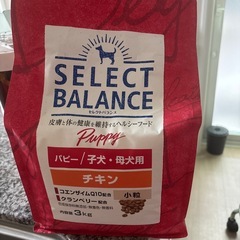 SELECT
BALANCE
セレクトバランス
皮膚と体の健康を維持するヘルシーフード
Puppy
パピー/子犬・母犬用
チキン
コエンザイムQ10配合
クランベリー配合
小粒
内容量3kg